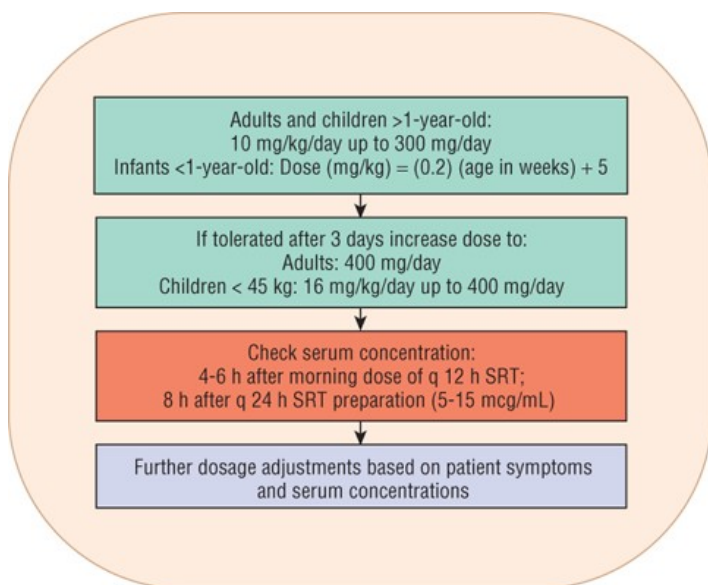 Adults and children >1-year-old:
10 mg/kg/day up to 300 mg/day
Infants <1-year-old: Dose (mg/kg) = (0.2) (age in weeks) + 5
If tolerated after 3 days increase dose to:
Adults: 400 mg/day
Children < 45 kg: 16 mg/kg/day up to 400 mg/day
Check serum concentration:
4-6 h after morning dose of q 12 h SRT;
8 h after q 24 h SRT preparation (5-15 mcg/mL)
Further dosage adjustments based on patient symptoms
and serum concentrations